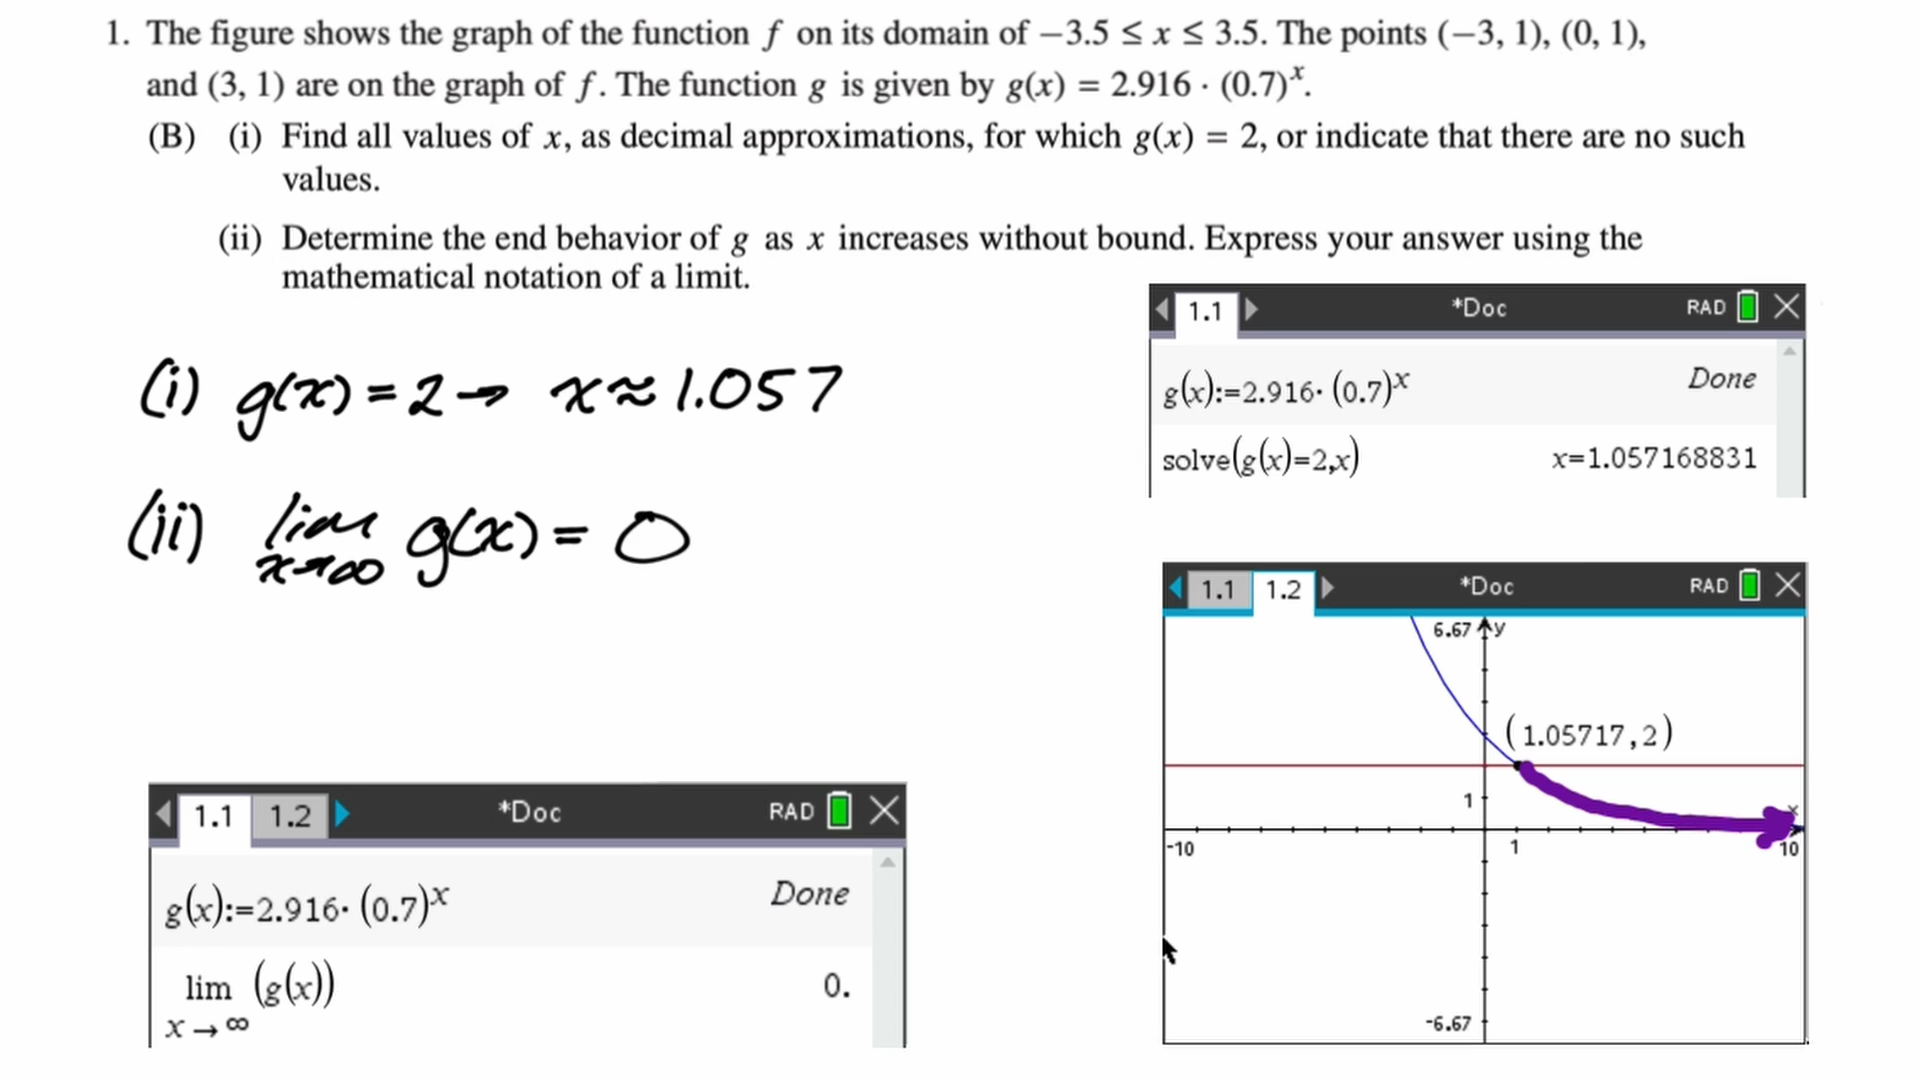 1. The figure shows the graph of the function f on its domain of −3.5 ≤ x ≤ 3.5. The points (−3, 1), (0, 1),
and (3, 1) are on the graph of f. The function g is given by g(x) = 2.916 · (0.7)ˣ.
(B) (i) Find all values of x, as decimal approximations, for which g(x) = 2, or indicate that there are no such
values.
(ii) Determine the end behavior of g as x increases without bound. Express your answer using the
mathematical notation of a limit.
(i) g(x) = 2 → x ≈ 1.057
(ii) lim g(x) = 0
x→∞
1.1 *Doc RAD
g(x):=2.916· (0.7)ˣ Done
solve(g(x)=2,x) x=1.057168831
1.1 1.2 *Doc RAD
6.67 y
(1.05717,2)
1
x
-10 1 10
-6.67
1.1 1.2 *Doc RAD
g(x):=2.916· (0.7)ˣ Done
lim (g(x)) 0.
x→∞